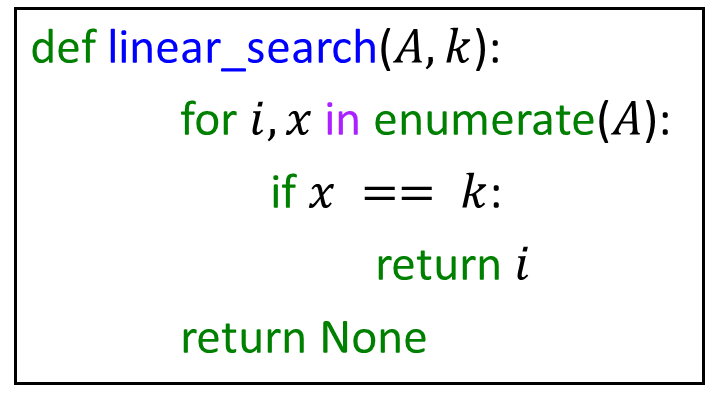 def linear_search(A, k):
for i, x in enumerate(A):
if x == k:
return i
return None